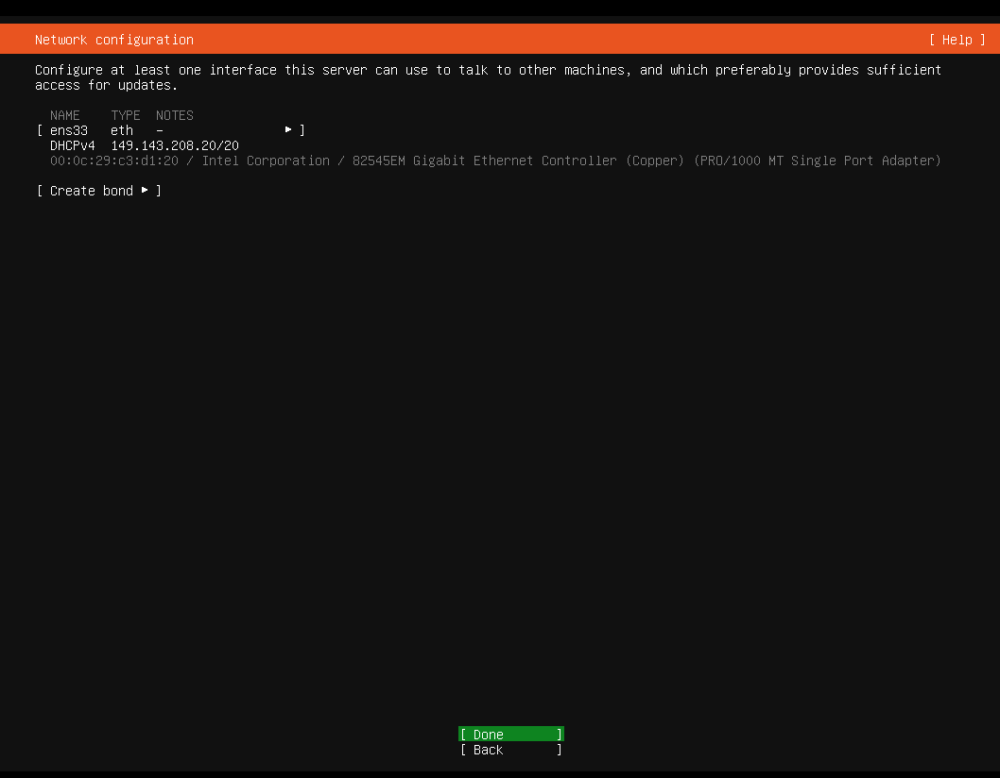 Network configuration [ Help ]
Configure at least one interface this server can use to talk to other machines, and which preferably provides sufficient
access for updates.
NAME TYPE NOTES
[ ens33 eth – ▸ ]
DHCPv4 149.143.208.20/20
00:0c:29:c3:d1:20 / Intel Corporation / 82545EM Gigabit Ethernet Controller (Copper) (PRO/1000 MT Single Port Adapter)
[ Create bond ▸ ]
[ Done ]
[ Back ]